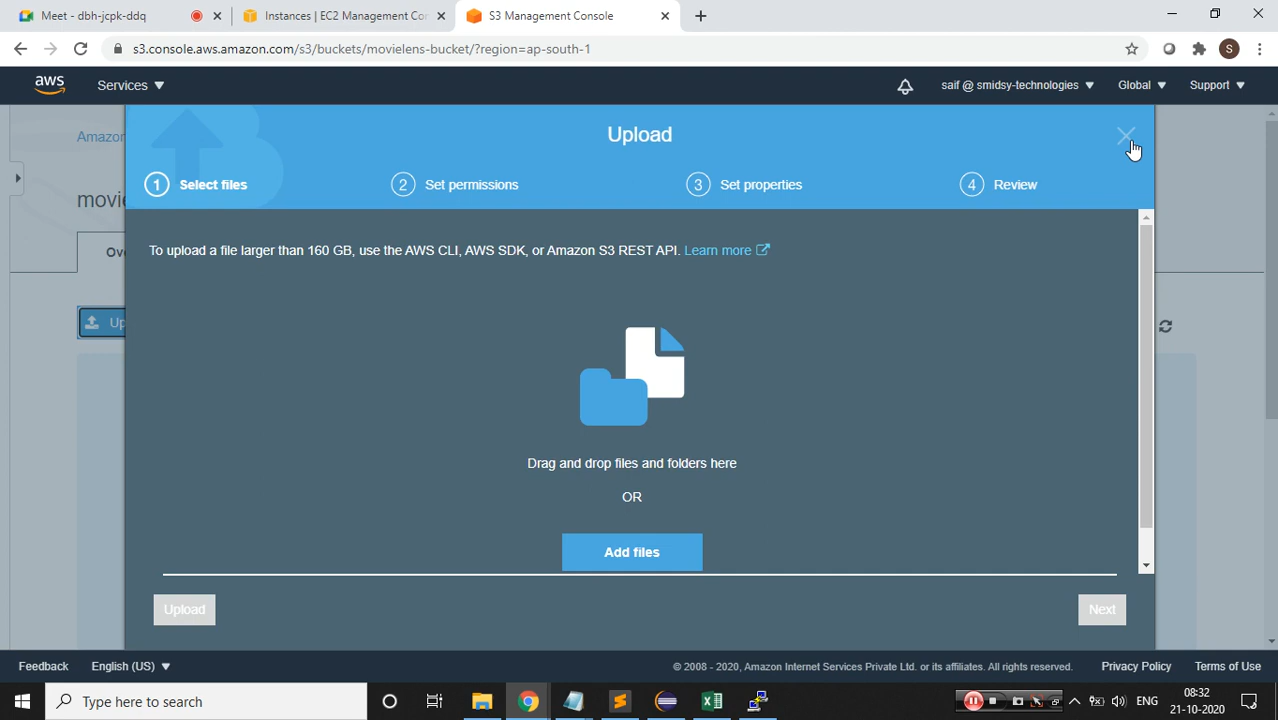 Meet - dbh-jcpk-ddq
Instances | EC2 Management Con
S3 Management Console
s3.console.aws.amazon.com/s3/buckets/movielens-bucket/?region=ap-south-1
S
aws
Services
saif @ smidsy-technologies
Global
Support
Amazon
Upload
1 Select files
2 Set permissions
3 Set properties
4 Review
movie
Ov
To upload a file larger than 160 GB, use the AWS CLI, AWS SDK, or Amazon S3 REST API. Learn more
Up
Drag and drop files and folders here
OR
Add files
Upload
Next
Feedback
English (US)
© 2008 - 2020, Amazon Internet Services Private Ltd. or its affiliates. All rights reserved.
Privacy Policy
Terms of Use
Type here to search
ENG
08:32
21-10-2020